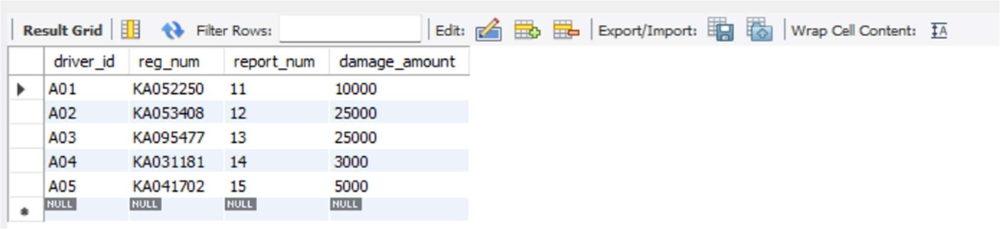 Result Grid Filter Rows: Edit: Export/Import: Wrap Cell Content: IA
driver_id reg_num report_num damage_amount
A01 KA052250 11 10000
A02 KA053408 12 25000
A03 KA095477 13 25000
A04 KA031181 14 3000
A05 KA041702 15 5000
NULL NULL NULL NULL